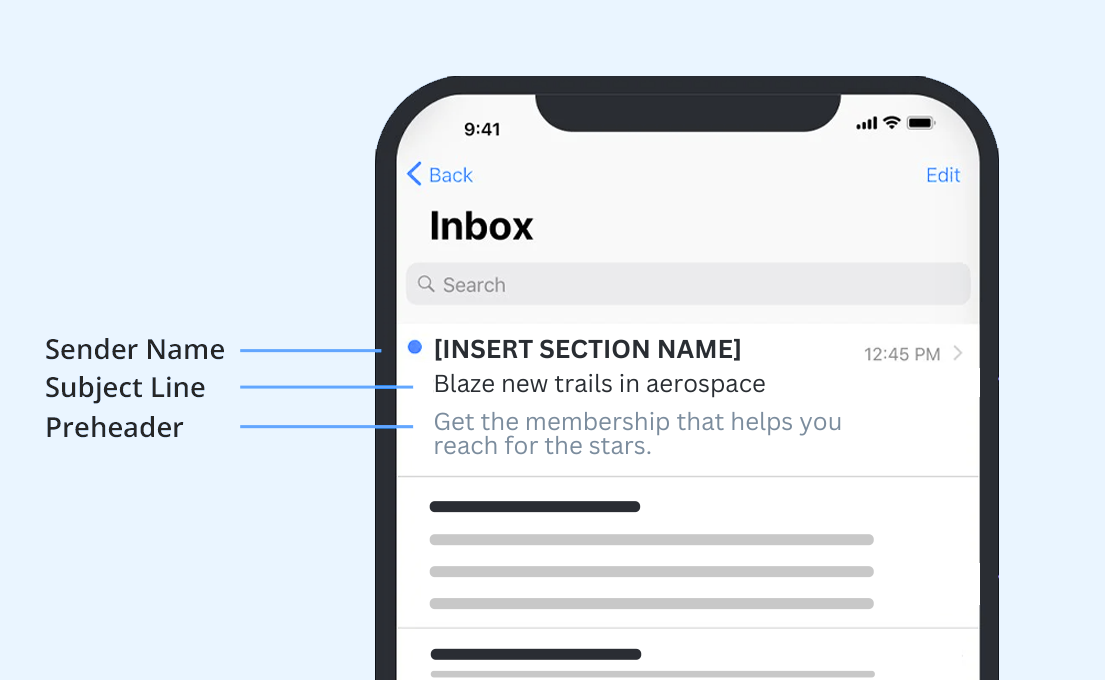 9:41
Back
Edit
Inbox
Search
Sender Name
[INSERT SECTION NAME]
12:45 PM
Subject Line
Blaze new trails in aerospace
Preheader
Get the membership that helps you
reach for the stars.